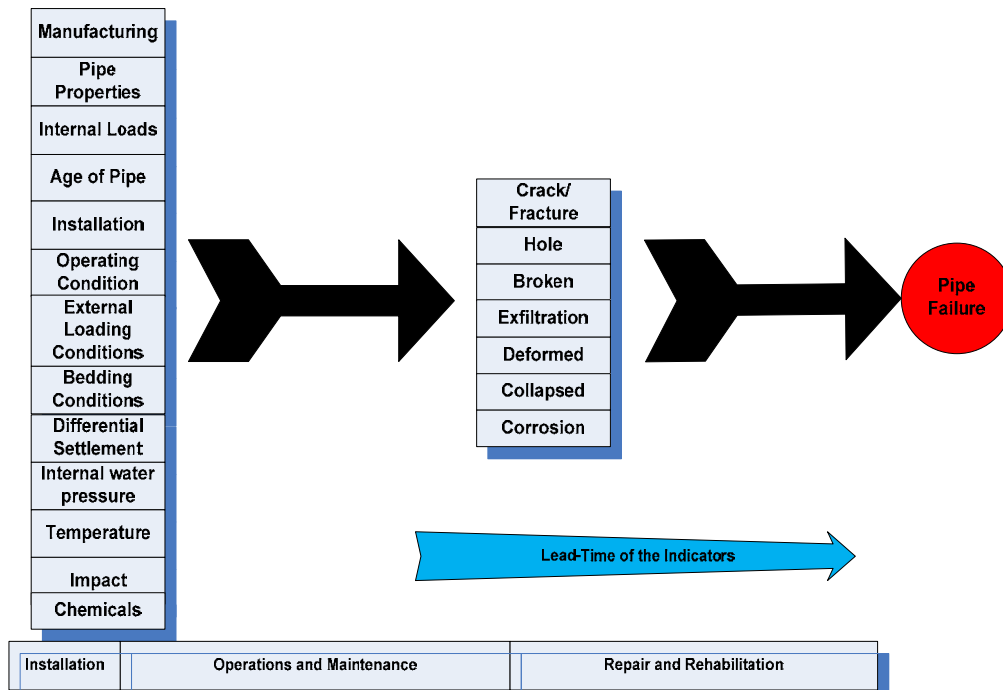 Manufacturing
Pipe
Properties
Internal Loads
Age of Pipe
Installation
Operating
Condition
External
Loading
Conditions
Bedding
Conditions
Differential
Settlement
Internal water
pressure
Temperature
Impact
Chemicals
Crack/
Fracture
Hole
Broken
Exfiltration
Deformed
Collapsed
Corrosion
Pipe
Failure
Lead-Time of the Indicators
Installation
Operations and Maintenance
Repair and Rehabilitation